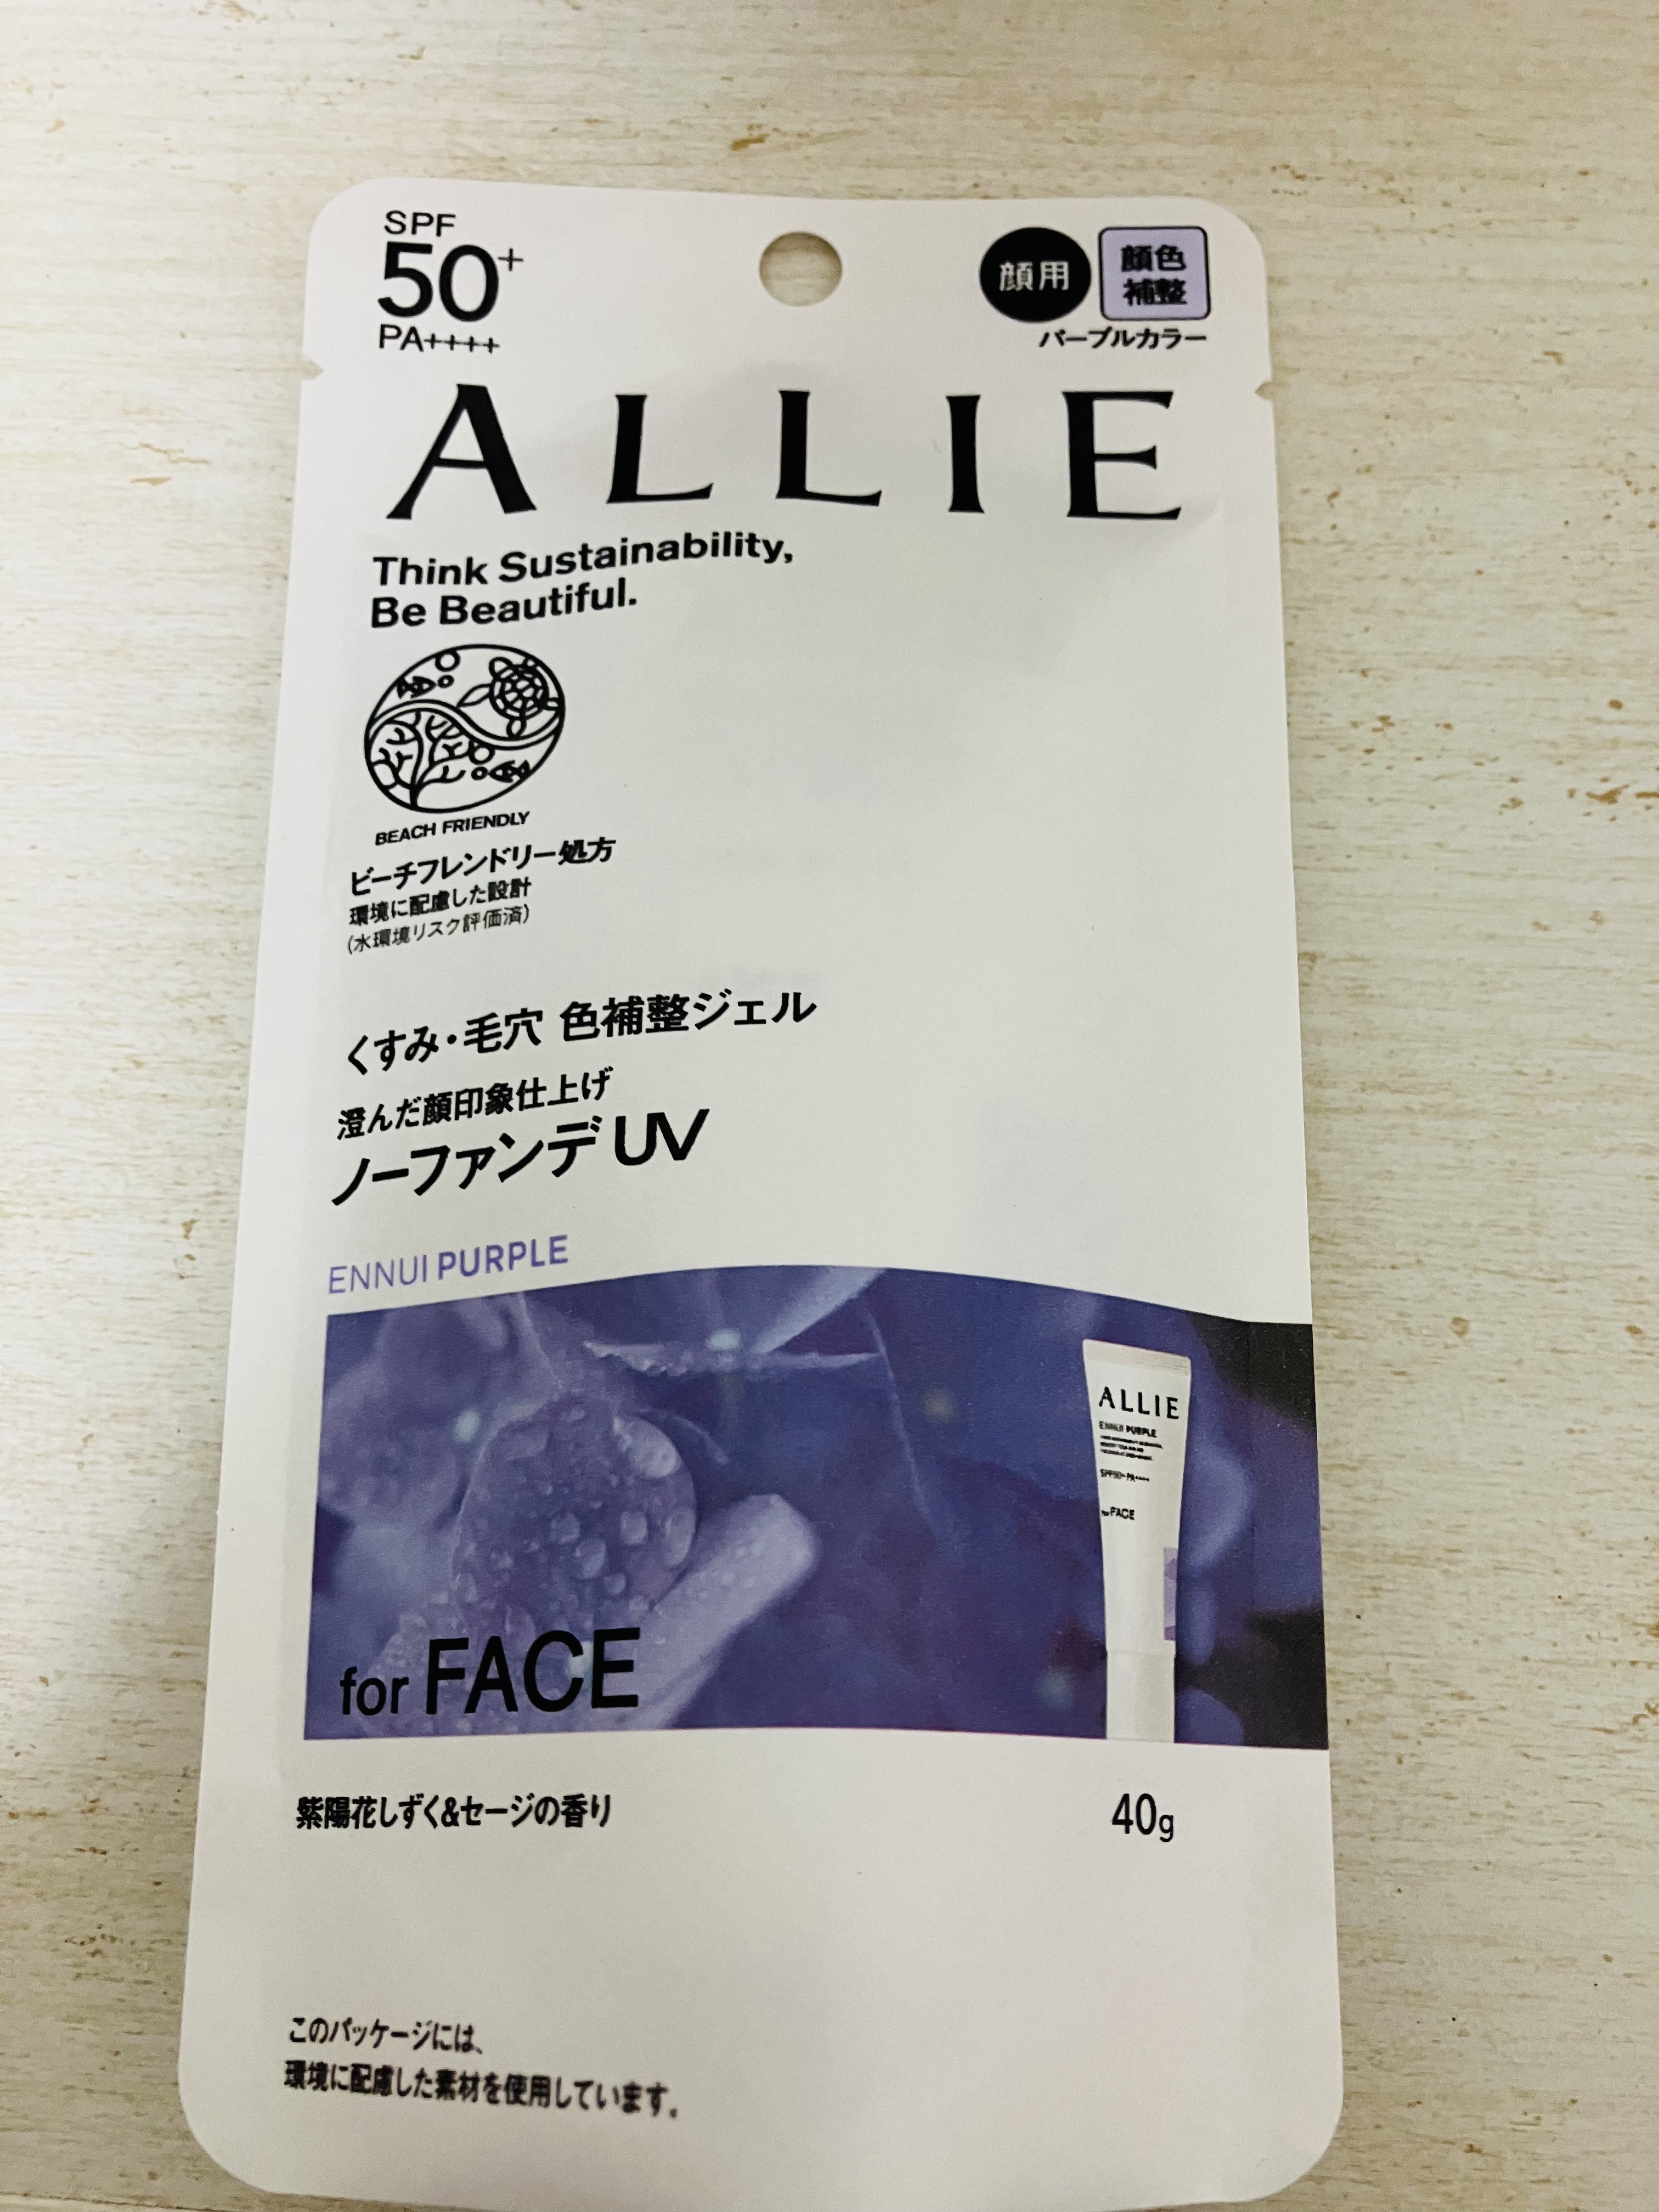 SPF
50+
PA++++
顔用
顔色
補整
パープルカラー
ALLIE
Think Sustainability,
Be Beautiful.
BEACH FRIENDLY
ビーチフレンドリー処方
環境に配慮した設計
(水環境リスク評価済)
くすみ・毛穴 色補整ジェル
澄んだ顔印象仕上げ
ノーファンデUV
ENNUI PURPLE
ALLIE
ENNUI PURPLE
SPF50+ PA++++
for FACE
for FACE
紫陽花しずく&セージの香り
40g
このパッケージには、
環境に配慮した素材を使用しています。